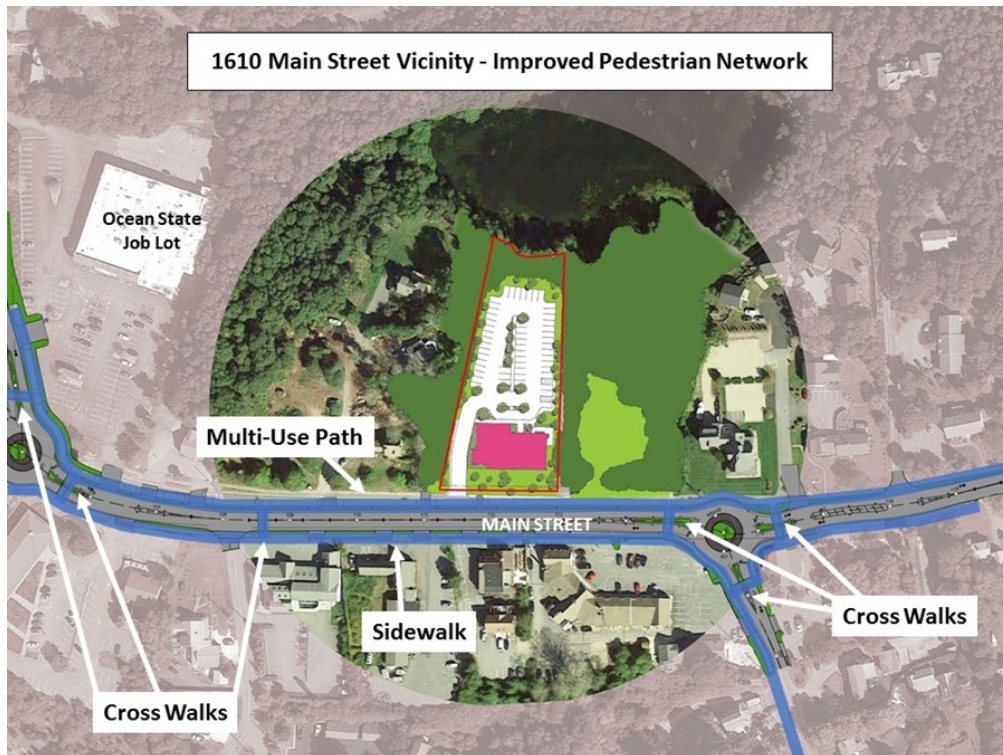 1610 Main Street Vicinity - Improved Pedestrian Network
Ocean State
Job Lot
Multi-Use Path
MAIN STREET
Sidewalk
Cross Walks
Cross Walks